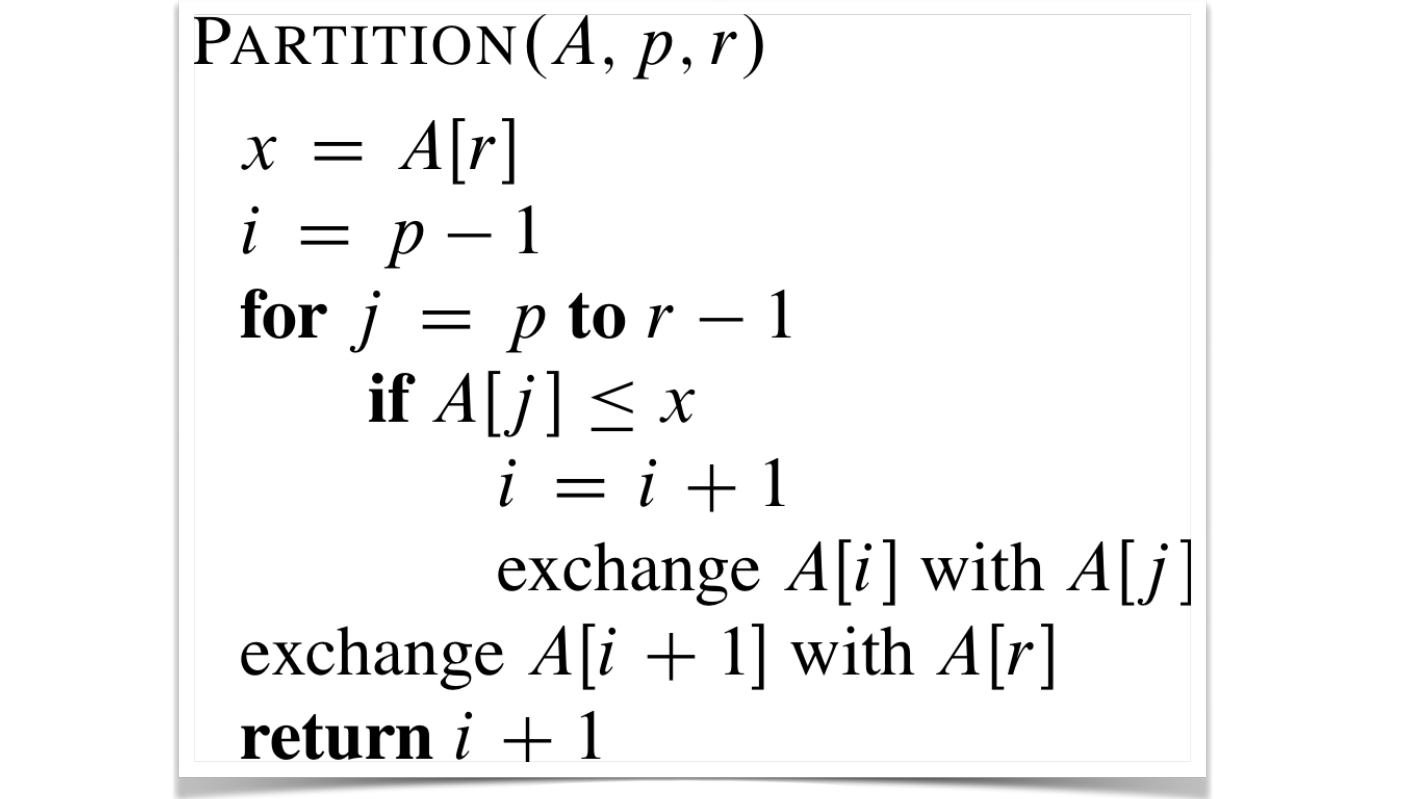 PARTITION(A, p, r)
x = A[r]
i = p − 1
for j = p to r − 1
if A[j] ≤ x
i = i + 1
exchange A[i] with A[j]
exchange A[i + 1] with A[r]
return i + 1